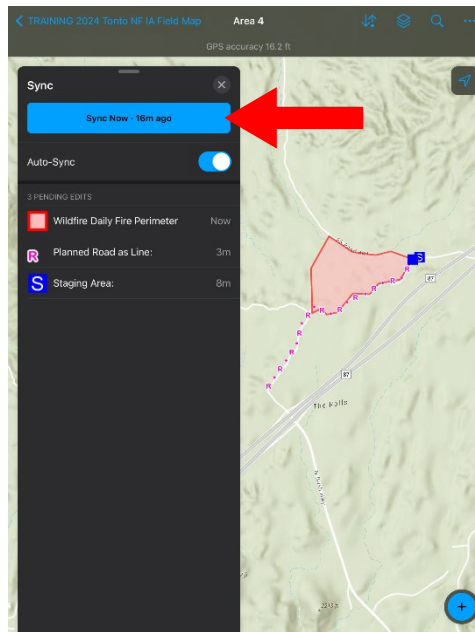 TRAINING 2024 Tonto NF IA Field Map
Area 4
GPS accuracy 16.2 ft
Sync
Sync Now - 16m ago
Auto-Sync
3 PENDING EDITS
Wildfire Daily Fire Perimeter
Now
R
Planned Road as Line:
3m
S
Staging Area:
8m
S
R
R
R
R
R
R
R
R
R
R
87
87
The Rolls